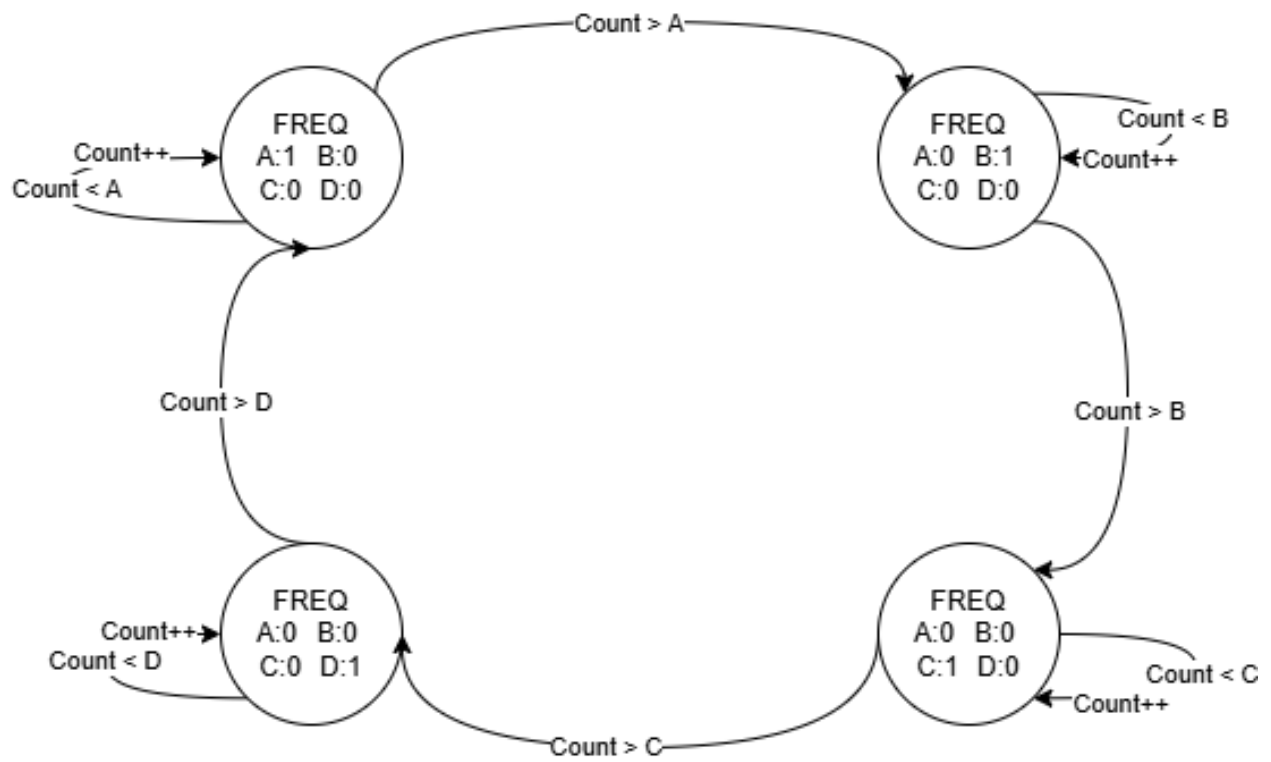 Count > A
FREQ
A:1 B:0
C:0 D:0
Count++
Count < A
FREQ
A:0 B:1
C:0 D:0
Count < B
Count++
Count > D
Count > B
FREQ
A:0 B:0
C:0 D:1
Count++
Count < D
FREQ
A:0 B:0
C:1 D:0
Count < C
Count++
Count > C